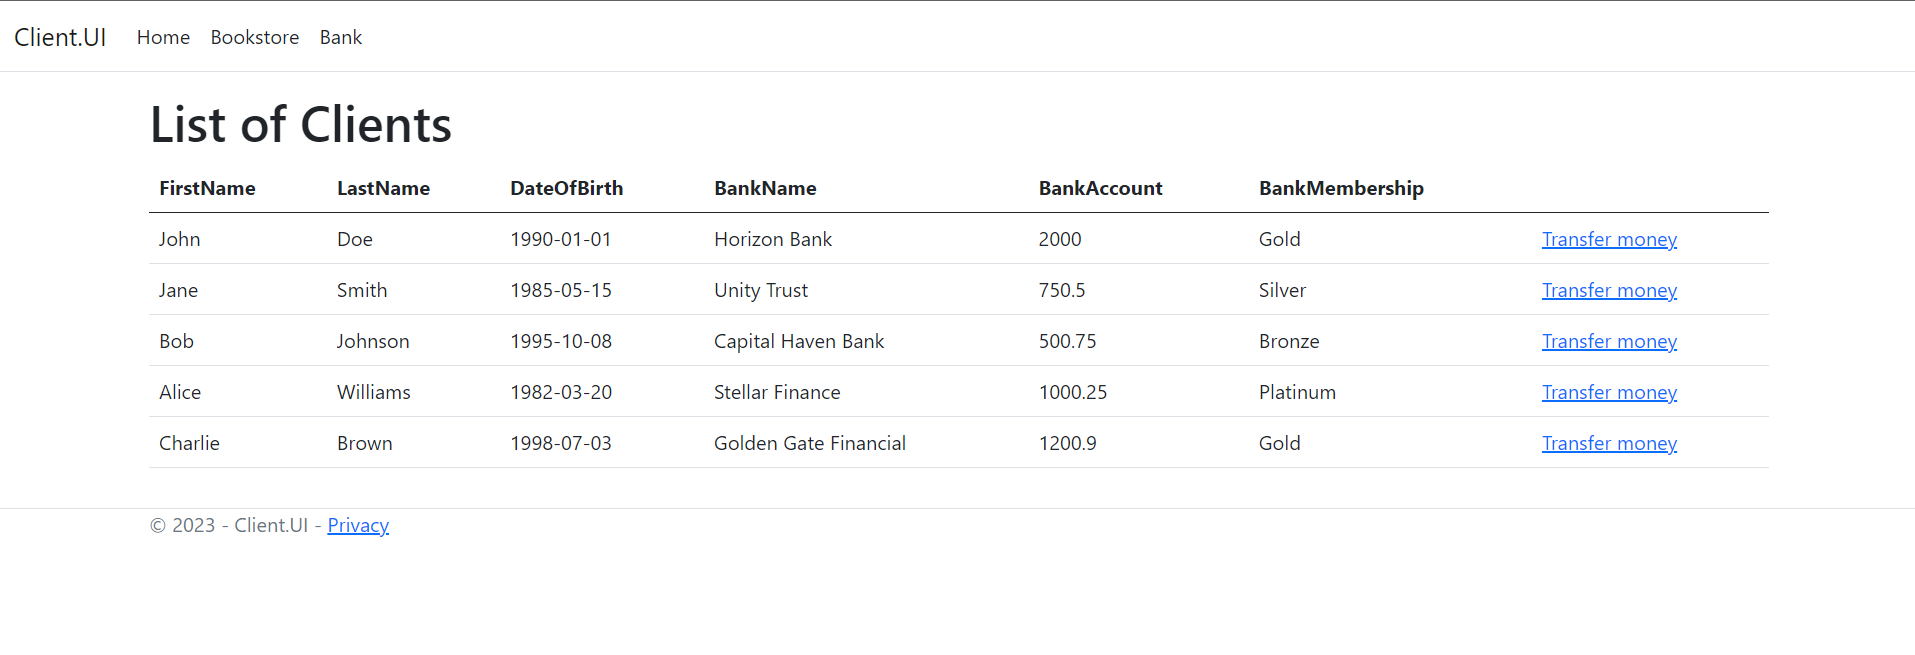 Client.UI Home Bookstore Bank
List of Clients
FirstName LastName DateOfBirth BankName BankAccount BankMembership
John Doe 1990-01-01 Horizon Bank 2000 Gold Transfer money
Jane Smith 1985-05-15 Unity Trust 750.5 Silver Transfer money
Bob Johnson 1995-10-08 Capital Haven Bank 500.75 Bronze Transfer money
Alice Williams 1982-03-20 Stellar Finance 1000.25 Platinum Transfer money
Charlie Brown 1998-07-03 Golden Gate Financial 1200.9 Gold Transfer money
© 2023 - Client.UI - Privacy